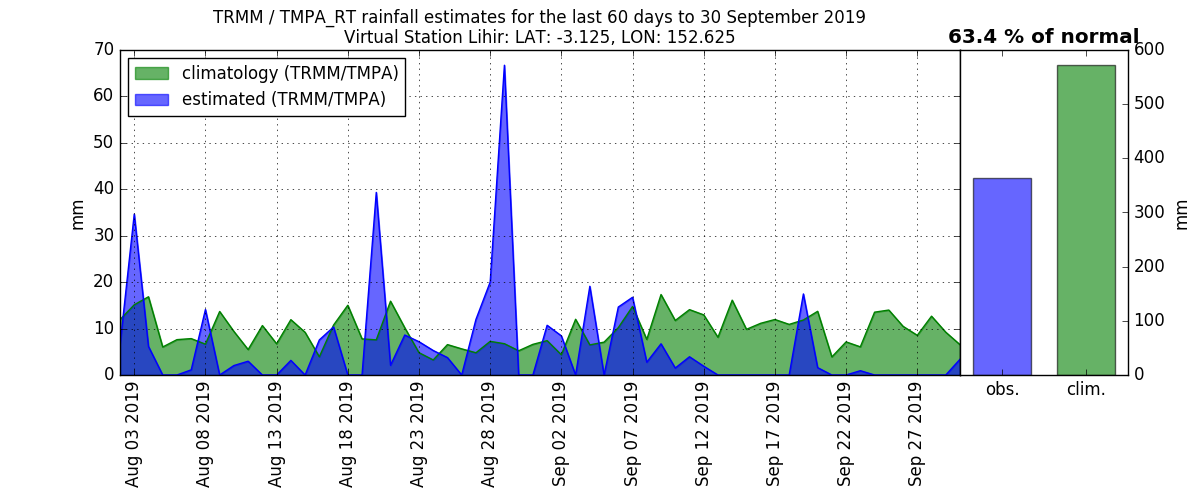 TRMM / TMPA_RT rainfall estimates for the last 60 days to 30 September 2019
Virtual Station Lihir: LAT: -3.125, LON: 152.625
63.4 % of normal
climatology (TRMM/TMPA)
estimated (TRMM/TMPA)
70
60
50
40
30
20
10
0
mm
Aug 03 2019
Aug 08 2019
Aug 13 2019
Aug 18 2019
Aug 23 2019
Aug 28 2019
Sep 02 2019
Sep 07 2019
Sep 12 2019
Sep 17 2019
Sep 22 2019
Sep 27 2019
600
500
400
300
200
100
0
mm
obs.
clim.